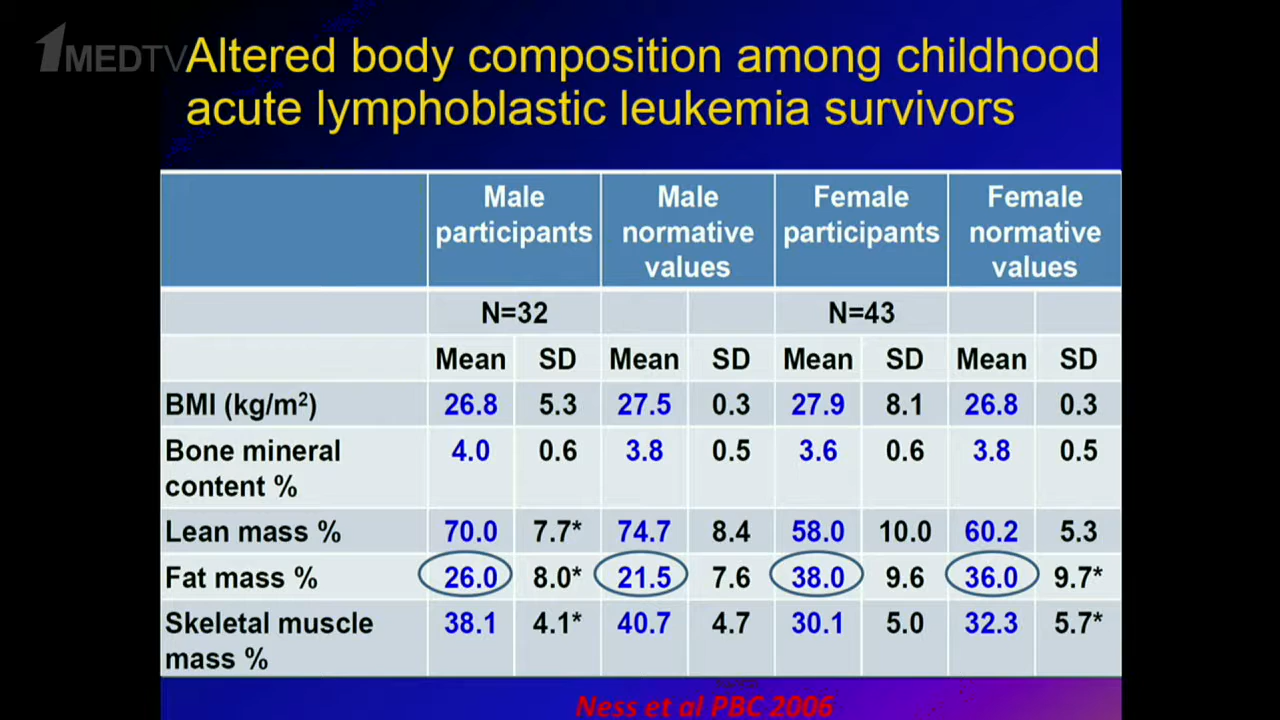 1MEDTV
Altered body composition among childhood
acute lymphoblastic leukemia survivors
Male participants Male normative values Female participants Female normative values
N=32 N=43
Mean SD Mean SD Mean SD Mean SD
BMI (kg/m²) 26.8 5.3 27.5 0.3 27.9 8.1 26.8 0.3
Bone mineral content % 4.0 0.6 3.8 0.5 3.6 0.6 3.8 0.5
Lean mass % 70.0 7.7* 74.7 8.4 58.0 10.0 60.2 5.3
Fat mass % 26.0 8.0* 21.5 7.6 38.0 9.6 36.0 9.7*
Skeletal muscle mass % 38.1 4.1* 40.7 4.7 30.1 5.0 32.3 5.7*
Ness et al PBC 2006